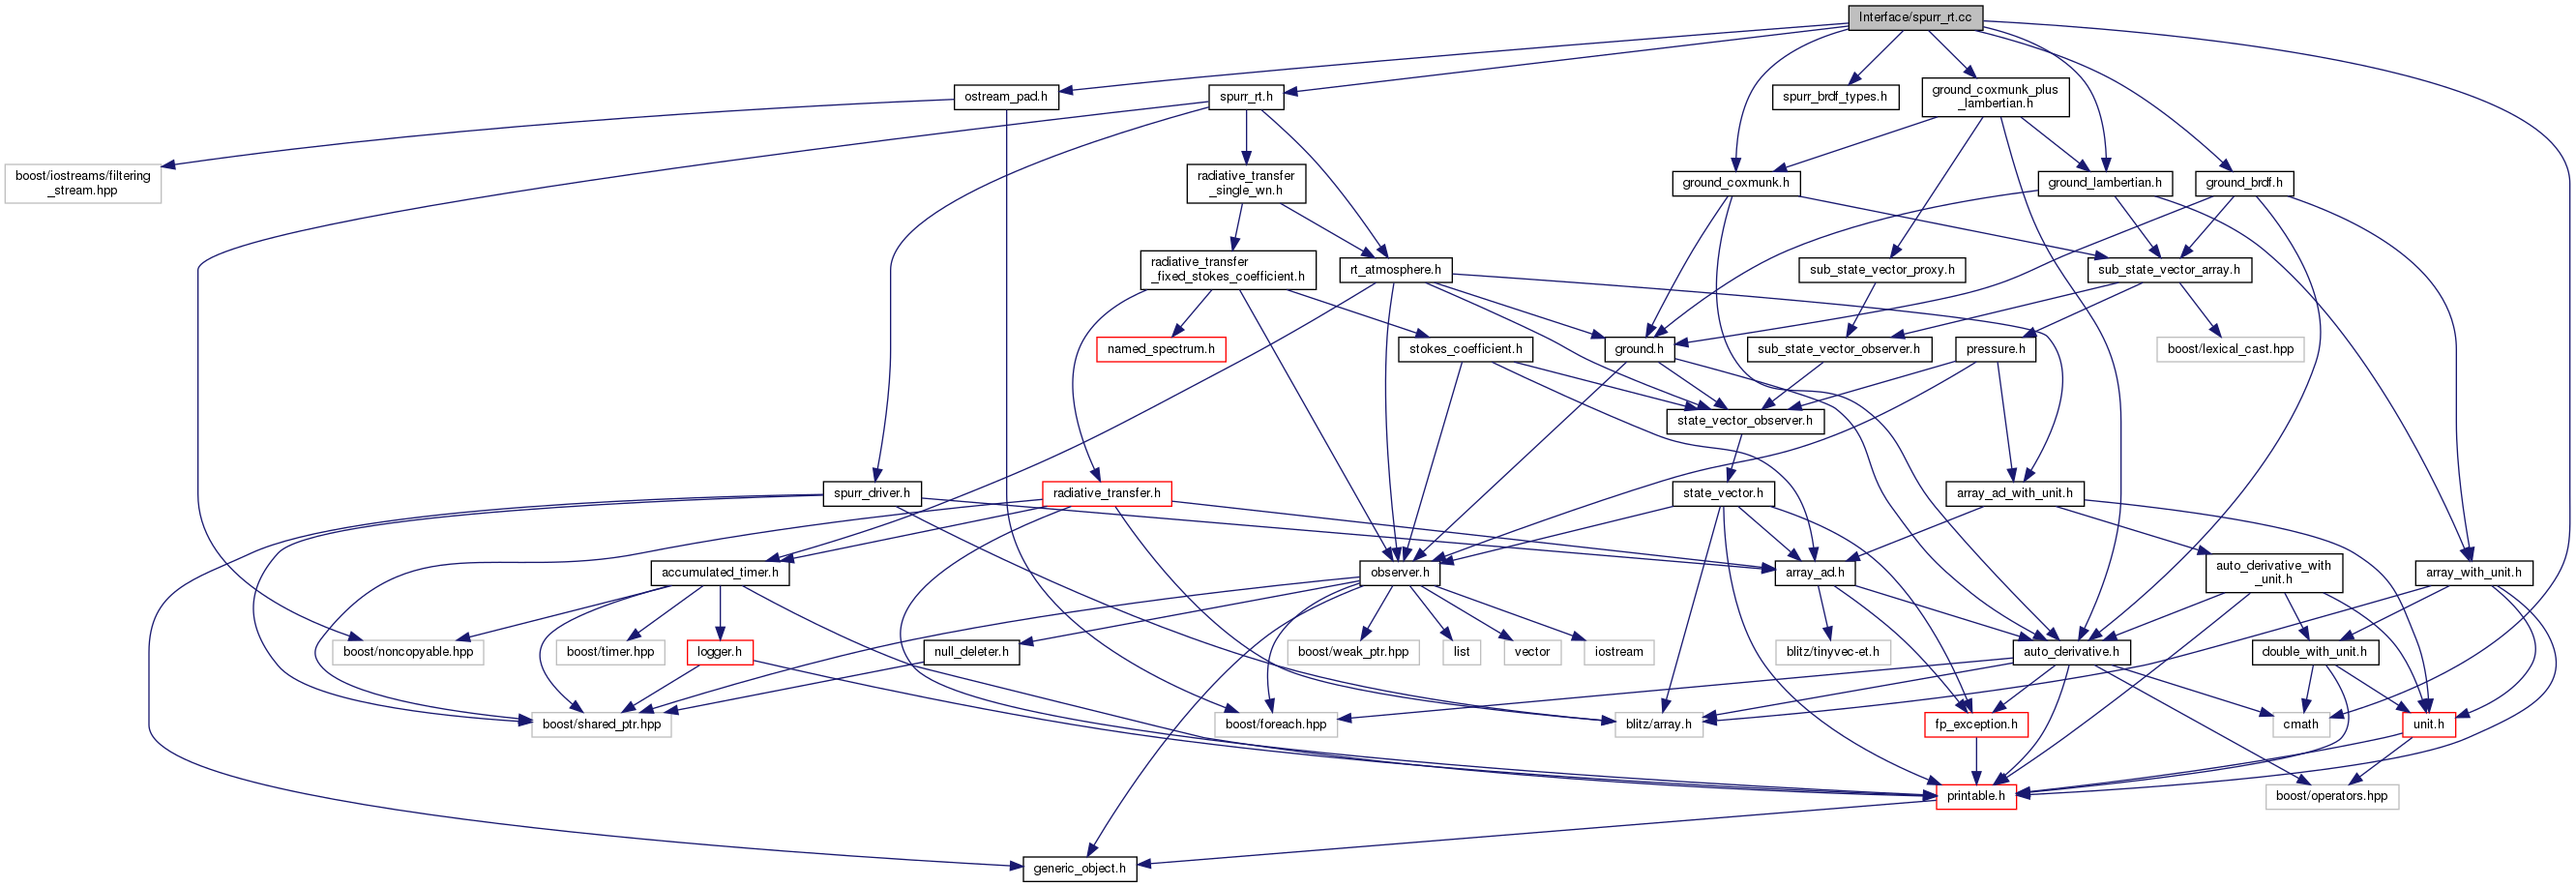 Interface/spurr_rt.cc
ostream_pad.h
spurr_rt.h
spurr_brdf_types.h
ground_coxmunk_plus
_lambertian.h
boost/iostreams/filtering
_stream.hpp
radiative_transfer
_single_wn.h
ground_coxmunk.h
ground_lambertian.h
ground_brdf.h
radiative_transfer
_fixed_stokes_coefficient.h
rt_atmosphere.h
sub_state_vector_proxy.h
sub_state_vector_array.h
named_spectrum.h
stokes_coefficient.h
ground.h
sub_state_vector_observer.h
pressure.h
boost/lexical_cast.hpp
state_vector_observer.h
spurr_driver.h
radiative_transfer.h
state_vector.h
array_ad_with_unit.h
accumulated_timer.h
observer.h
array_ad.h
auto_derivative_with
_unit.h
array_with_unit.h
boost/noncopyable.hpp
boost/timer.hpp
logger.h
null_deleter.h
boost/weak_ptr.hpp
list
vector
iostream
blitz/tinyvec-et.h
auto_derivative.h
double_with_unit.h
boost/shared_ptr.hpp
boost/foreach.hpp
blitz/array.h
fp_exception.h
cmath
unit.h
printable.h
boost/operators.hpp
generic_object.h